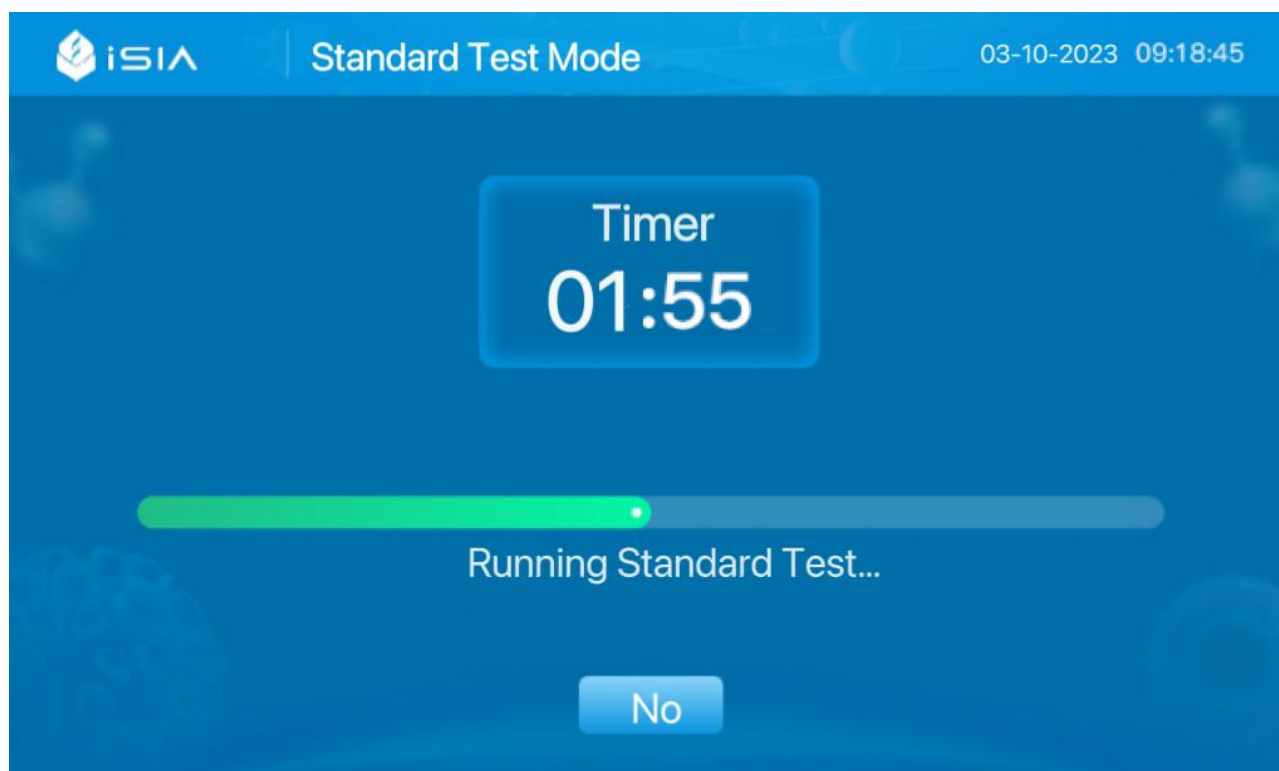 iSIA Standard Test Mode 03-10-2023 09:18:45
Timer
01:55
Running Standard Test...
No